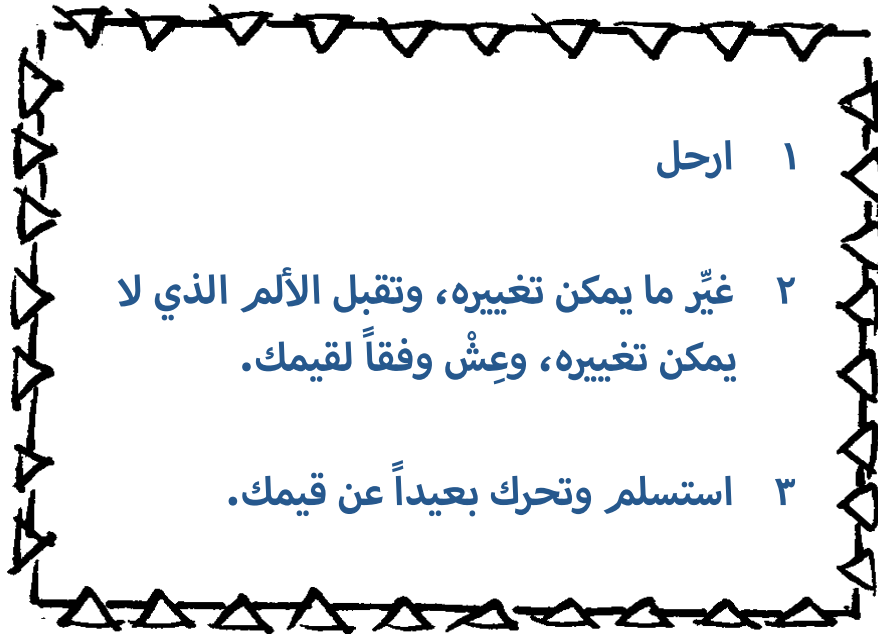 ١ ارحل
٢ غيِّر ما يمكن تغييره، وتقبل الألم الذي لا
يمكن تغييره، وعِشْ وفقاً لقيمك.
٣ استسلم وتحرك بعيداً عن قيمك.